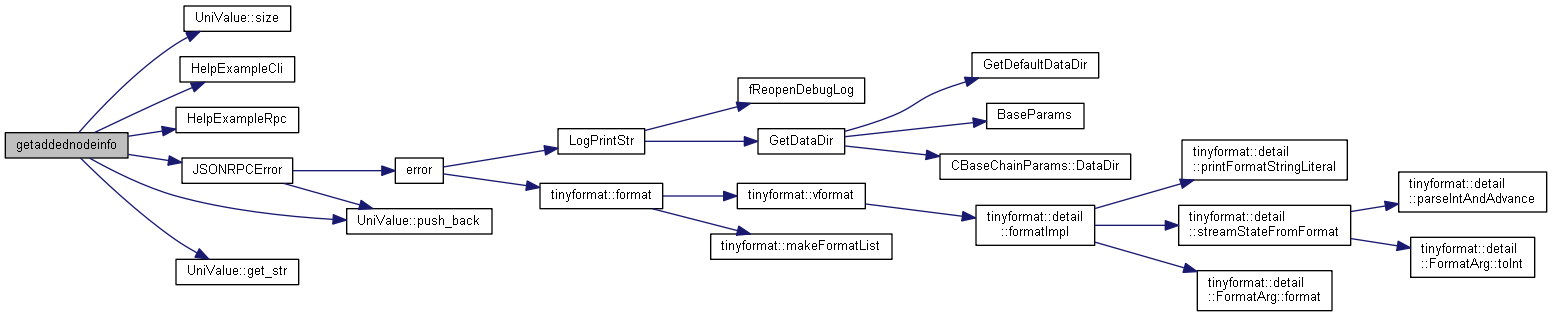 getaddednodeinfo
UniValue::size
HelpExampleCli
HelpExampleRpc
JSONRPCError
UniValue::push_back
UniValue::get_str
error
LogPrintStr
tinyformat::format
fReopenDebugLog
GetDataDir
tinyformat::vformat
tinyformat::makeFormatList
GetDefaultDataDir
BaseParams
CBaseChainParams::DataDir
tinyformat::detail
::formatImpl
tinyformat::detail
::printFormatStringLiteral
tinyformat::detail
::streamStateFromFormat
tinyformat::detail
::FormatArg::format
tinyformat::detail
::parseIntAndAdvance
tinyformat::detail
::FormatArg::toInt